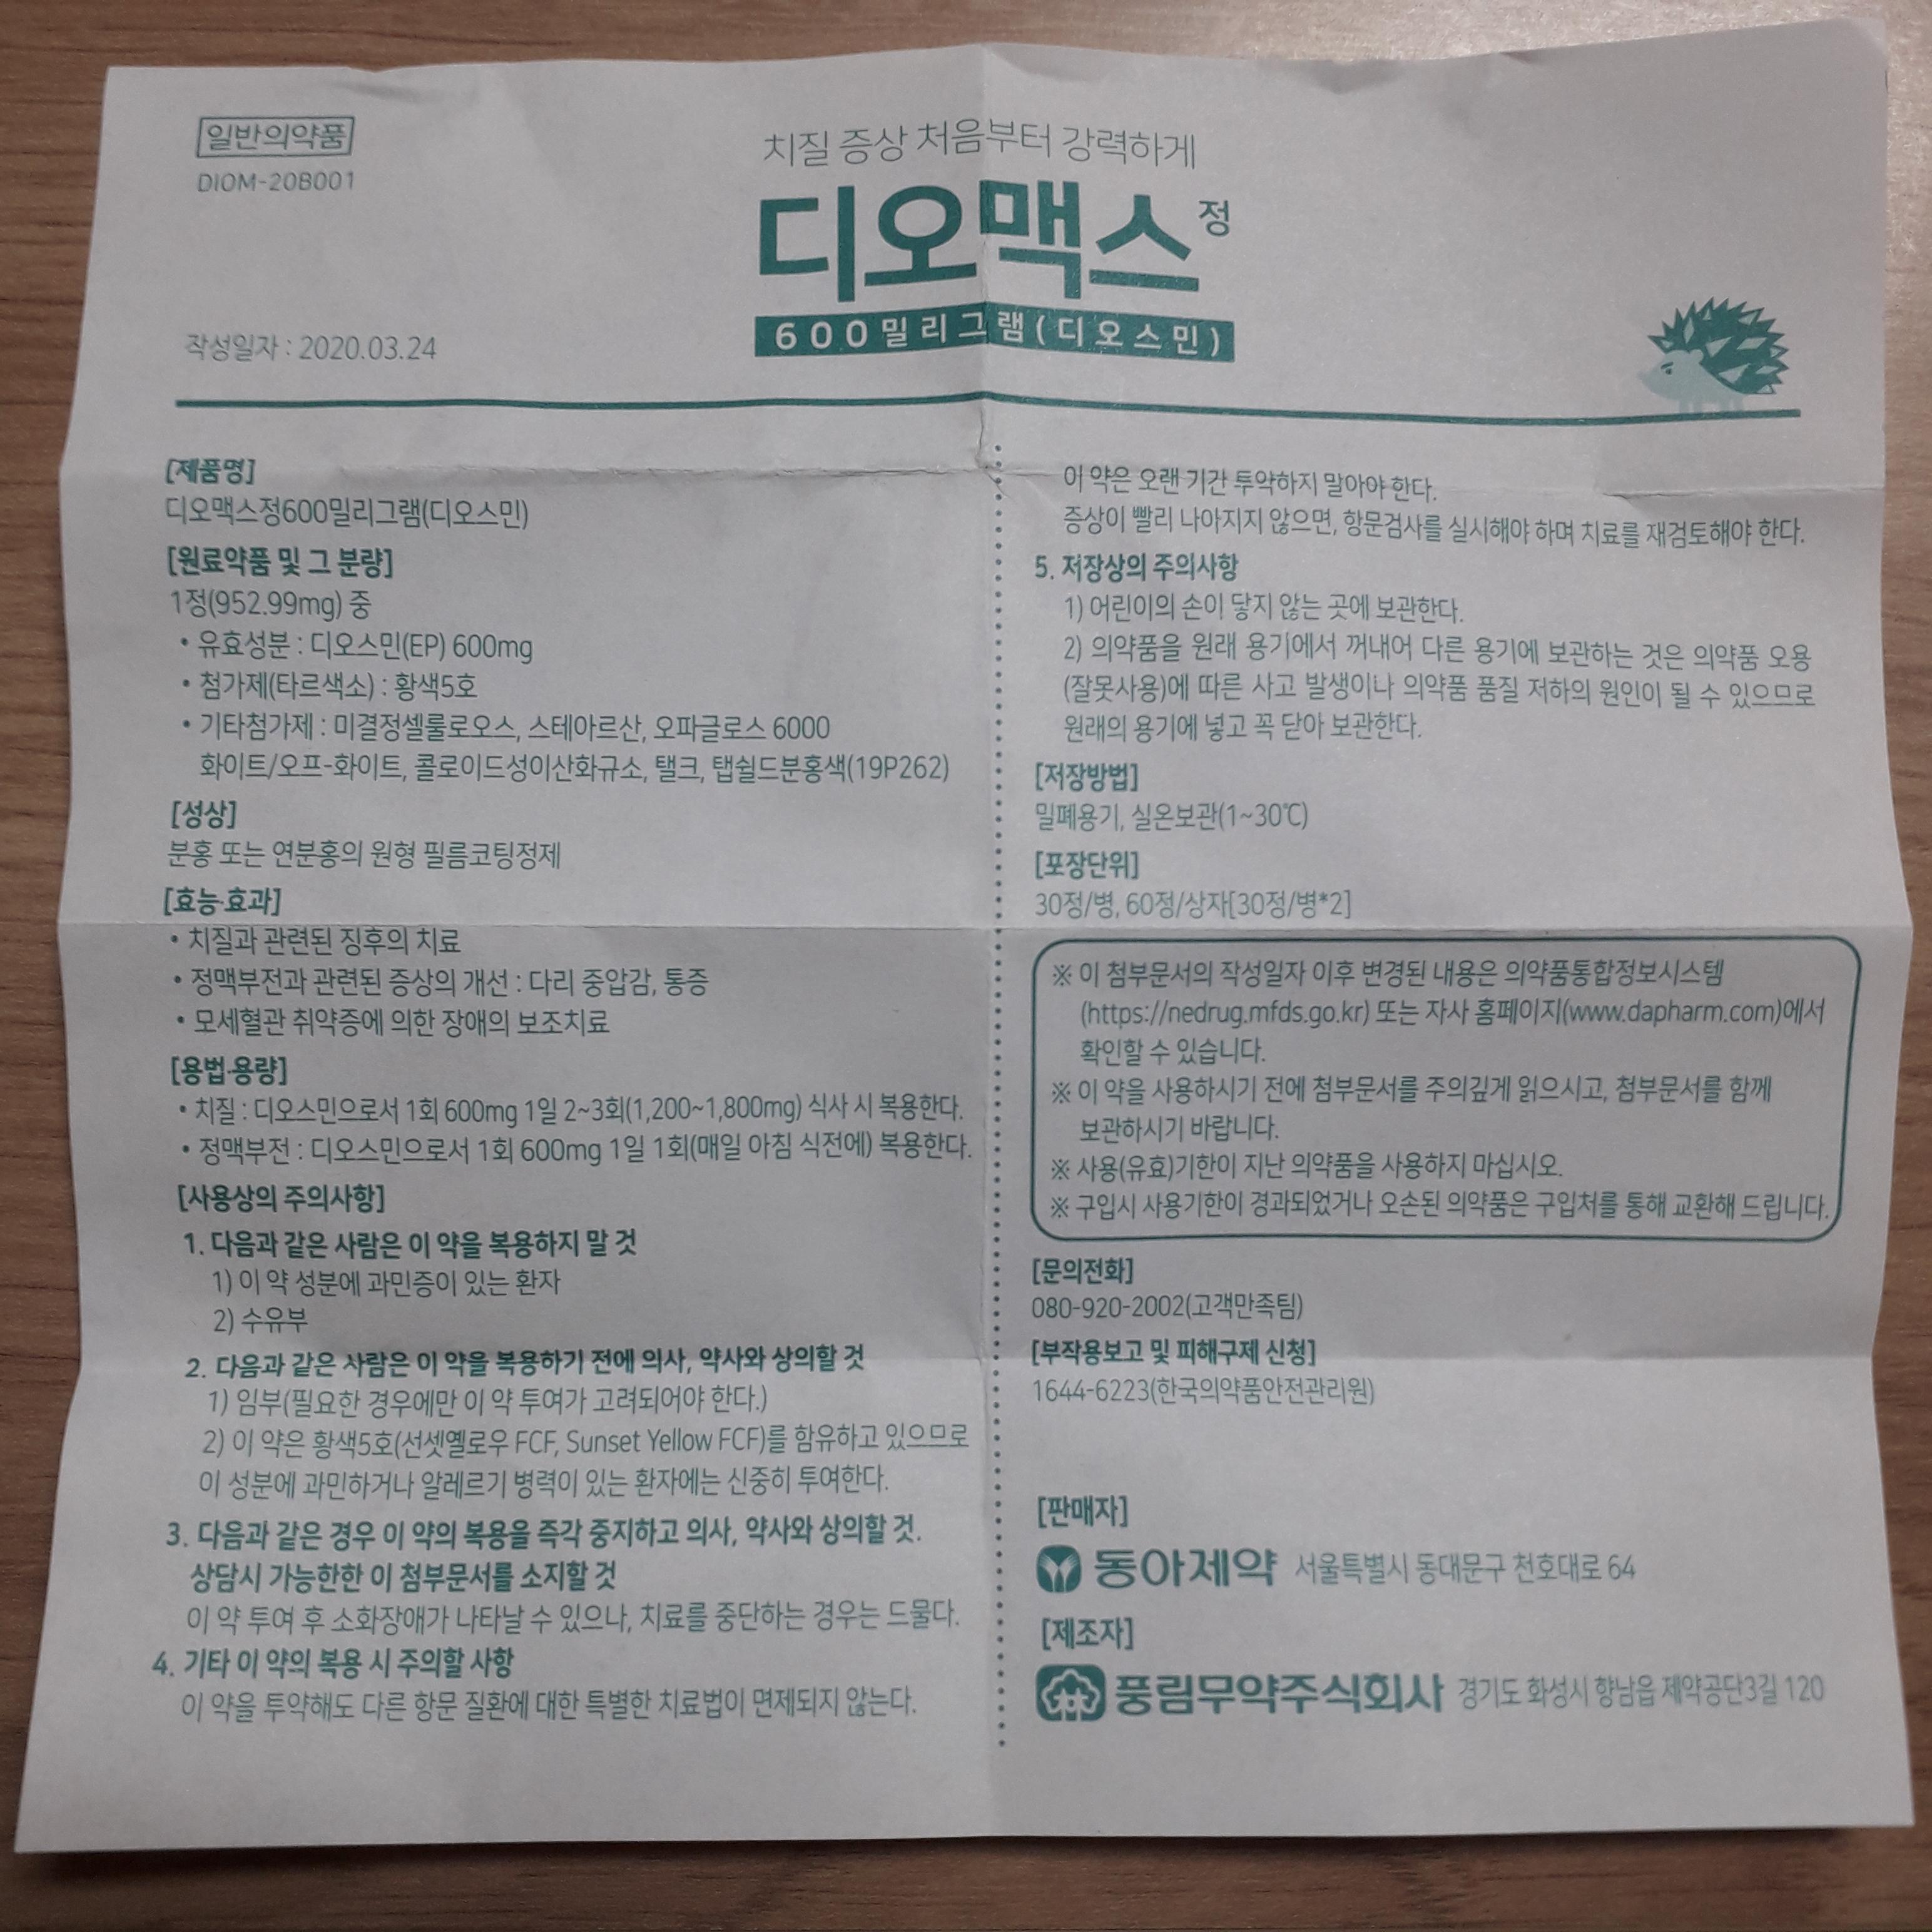 일반의약품
DIOM-20B001
작성일자 : 2020.03.24
치질 증상 처음부터 강력하게
디오맥스정
600밀리그램(디오스민)
[제품명]
디오맥스정600밀리그램(디오스민)
[원료약품 및 그 분량]
1정(952.99mg) 중
• 유효성분 : 디오스민(EP) 600mg
• 첨가제(타르색소) : 황색5호
• 기타첨가제 : 미결정셀룰로오스, 스테아르산, 오파글로스 6000
화이트/오프-화이트, 콜로이드성이산화규소, 탤크, 탭쉴드분홍색(19P262)
[성상]
분홍 또는 연분홍의 원형 필름코팅정제
[효능·효과]
• 치질과 관련된 징후의 치료
• 정맥부전과 관련된 증상의 개선 : 다리 중압감, 통증
• 모세혈관 취약증에 의한 장애의 보조치료
[용법·용량]
• 치질 : 디오스민으로서 1회 600mg 1일 2~3회(1,200~1,800mg) 식사 시 복용한다.
• 정맥부전 : 디오스민으로서 1회 600mg 1일 1회(매일 아침 식전에) 복용한다.
[사용상의 주의사항]
1. 다음과 같은 사람은 이 약을 복용하지 말 것
1) 이 약 성분에 과민증이 있는 환자
2) 수유부
2. 다음과 같은 사람은 이 약을 복용하기 전에 의사, 약사와 상의할 것
1) 임부(필요한 경우에만 이 약 투여가 고려되어야 한다.)
2) 이 약은 황색5호(선셋옐로우 FCF, Sunset Yellow FCF)를 함유하고 있으므로
이 성분에 과민하거나 알레르기 병력이 있는 환자에는 신중히 투여한다.
3. 다음과 같은 경우 이 약의 복용을 즉각 중지하고 의사, 약사와 상의할 것.
상담시 가능한한 이 첨부문서를 소지할 것
이 약 투여 후 소화장애가 나타날 수 있으나, 치료를 중단하는 경우는 드물다.
4. 기타 이 약의 복용 시 주의할 사항
이 약을 투약해도 다른 항문 질환에 대한 특별한 치료법이 면제되지 않는다.
이 약은 오랜 기간 투약하지 말아야 한다.
증상이 빨리 나아지지 않으면, 항문검사를 실시해야 하며 치료를 재검토해야 한다.
5. 저장상의 주의사항
1) 어린이의 손이 닿지 않는 곳에 보관한다.
2) 의약품을 원래 용기에서 꺼내어 다른 용기에 보관하는 것은 의약품 오용
(잘못사용)에 따른 사고 발생이나 의약품 품질 저하의 원인이 될 수 있으므로
원래의 용기에 넣고 꼭 닫아 보관한다.
[저장방법]
밀폐용기, 실온보관(1~30℃)
[포장단위]
30정/병, 60정/상자[30정/병*2]
※ 이 첨부문서의 작성일자 이후 변경된 내용은 의약품통합정보시스템
(https://nedrug.mfds.go.kr) 또는 자사 홈페이지(www.dapharm.com)에서
확인할 수 있습니다.
※ 이 약을 사용하시기 전에 첨부문서를 주의깊게 읽으시고, 첨부문서를 함께
보관하시기 바랍니다.
※ 사용(유효)기한이 지난 의약품을 사용하지 마십시오.
※ 구입시 사용기한이 경과되었거나 오손된 의약품은 구입처를 통해 교환해 드립니다.
[문의전화]
080-920-2002(고객만족팀)
[부작용보고 및 피해구제 신청]
1644-6223(한국의약품안전관리원)
[판매자]
동아제약 서울특별시 동대문구 천호대로 64
[제조자]
풍림무약주식회사 경기도 화성시 향남읍 제약공단3길 120